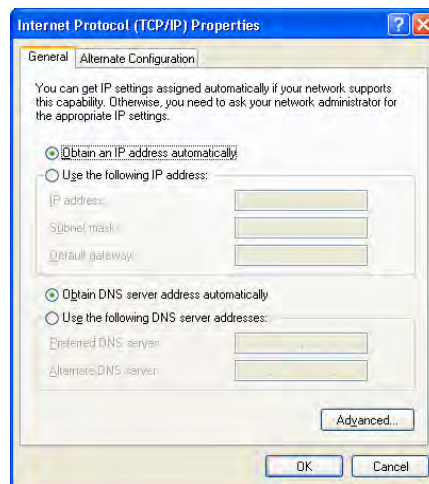 Internet Protocol (TCP/IP) Properties
General
Alternate Configuration
You can get IP settings assigned automatically if your network supports
this capability. Otherwise, you need to ask your network administrator for
the appropriate IP settings.
Obtain an IP address automatically
Use the following IP address:
IP address:
Subnet mask:
Default gateway:
Obtain DNS server address automatically
Use the following DNS server addresses:
Preferred DNS server:
Alternate DNS server:
Advanced...
OK
Cancel